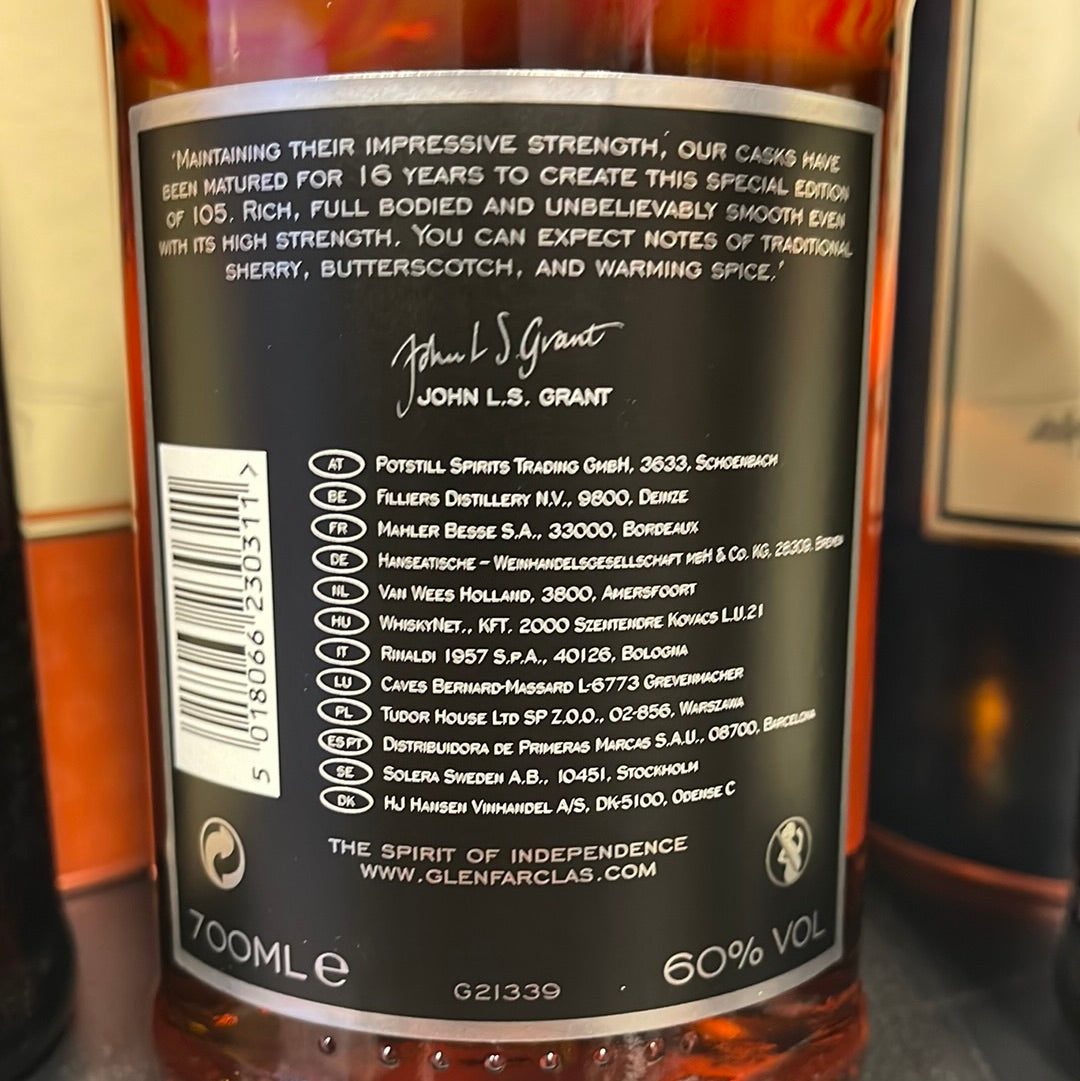 'MAINTAINING THEIR IMPRESSIVE STRENGTH,' OUR CASKS HAVE
BEEN MATURED FOR 16 YEARS TO CREATE THIS SPECIAL EDITION
OF 105. RICH, FULL BODIED AND UNBELIEVABLY SMOOTH EVEN
WITH ITS HIGH STRENGTH. YOU CAN EXPECT NOTES OF TRADITIONAL
SHERRY, BUTTERSCOTCH, AND WARMING SPICE.'
John L S Grant
JOHN L.S. GRANT
AT POTSTILL SPIRITS TRADING GMBH, 3633, SCHOENBACH
BE FILLIERS DISTILLERY N.V., 9800, DEINZE
FR MAHLER BESSE S.A., 33000, BORDEAUX
DE HANSEATISCHE – WEINHANDELSGESELLSCHAFT MBH & CO. KG, 28309, BREMEN
NL VAN WEES HOLLAND, 3800, AMERSFOORT
HU WHISKYNET., KFT. 2000 SZENTENDRE KOVACS L.U.21
IT RINALDI 1957 S.P.A., 40126, BOLOGNA
LU CAVES BERNARD-MASSARD L-6773 GREVENMACHER
PL TUDOR HOUSE LTD SP Z.O.O., 02-856, WARSZAWA
ES PT DISTRIBUIDORA DE PRIMERAS MARCAS S.A.U., 08700, BARCELONA
SE SOLERA SWEDEN A.B., 10451, STOCKHOLM
DK HJ HANSEN VINHANDEL A/S, DK-5100, ODENSE C
5 018066 230311 >
THE SPIRIT OF INDEPENDENCE
WWW.GLENFARCLAS.COM
700ML e
60% VOL
G21339